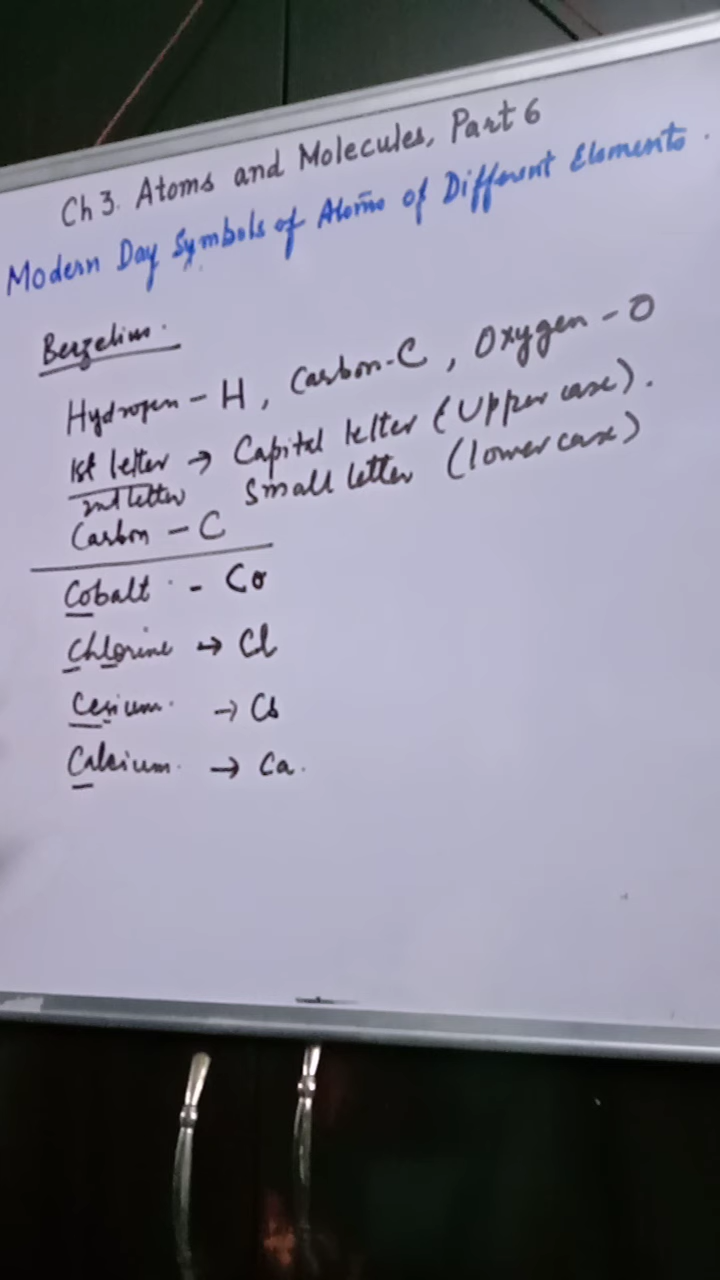 Ch 3. Atoms and Molecules, Part 6
Modern Day Symbols of Atoms of Different Elements.
Berzelius.
Hydrogen - H, Carbon - C, Oxygen - O
1st letter → Capital letter (Upper case).
2nd letter Small letter (lower case)
Carbon - C
Cobalt - Co
Chlorine → Cl
Cesium → Cs
Calcium → Ca.